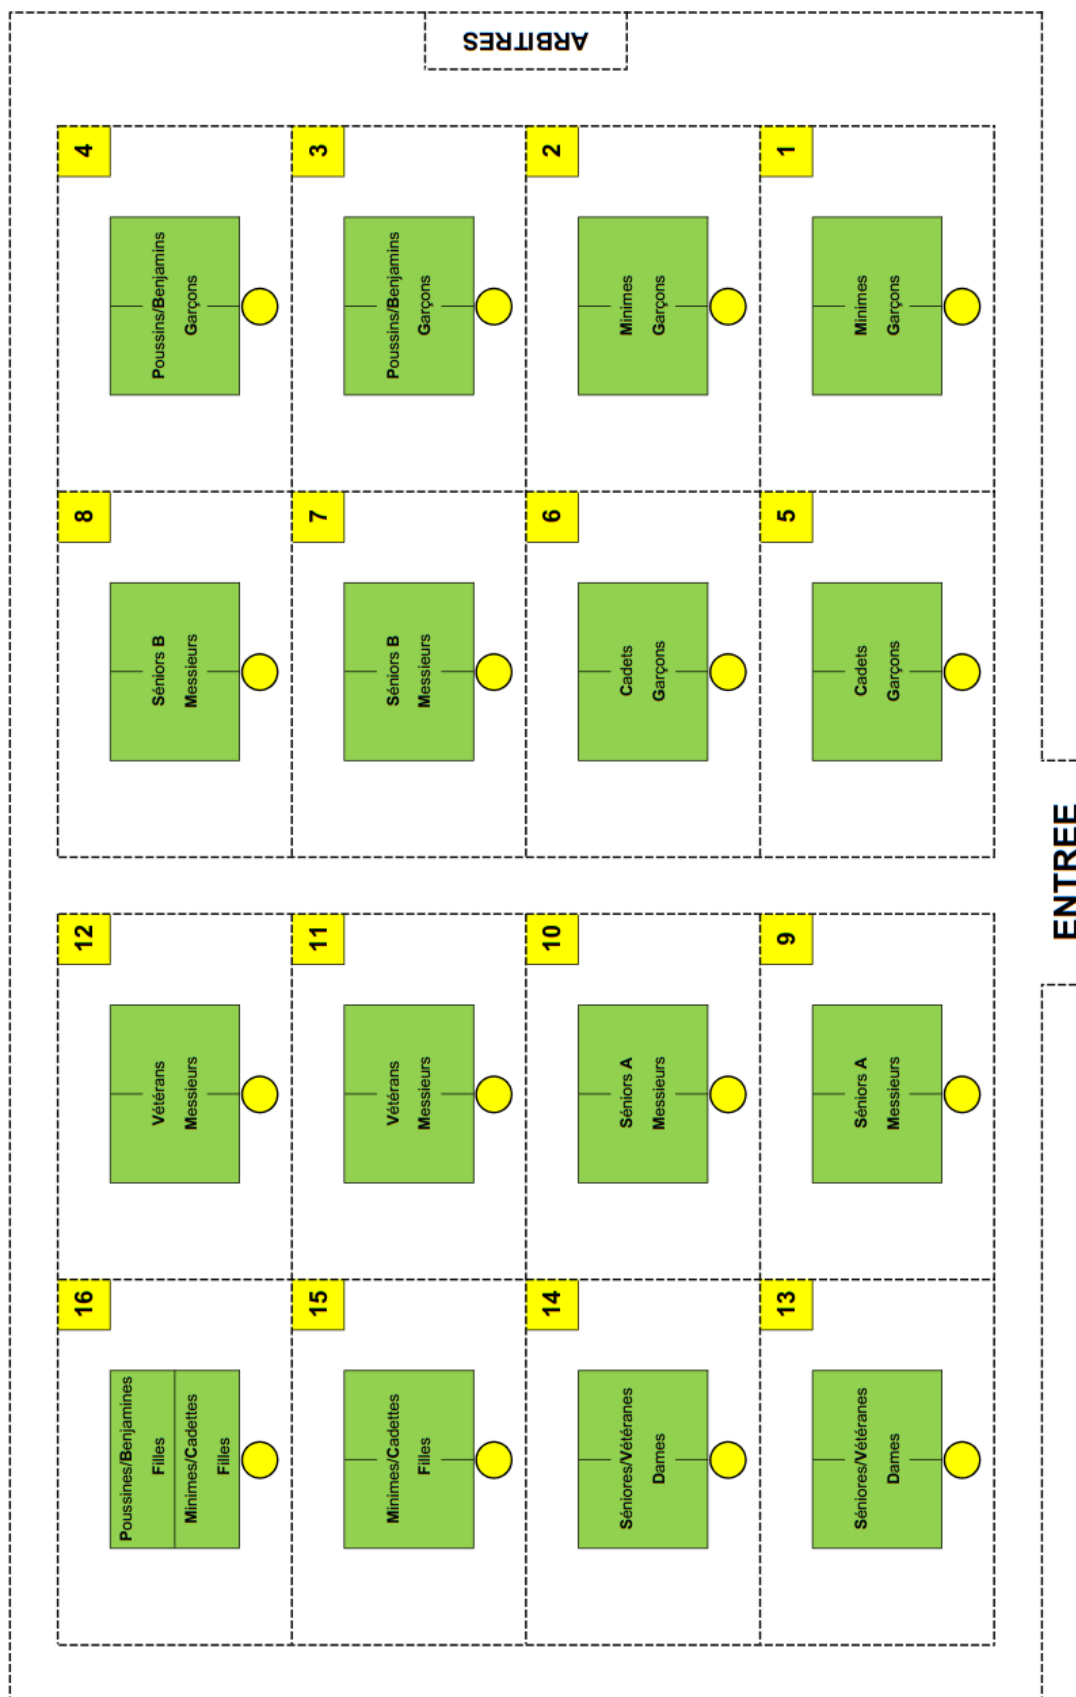 ARBITRES
4
Poussins/Benjamins
Garçons
3
Poussins/Benjamins
Garçons
2
Minimes
Garçons
1
Minimes
Garçons
8
Séniors B
Messieurs
7
Séniors B
Messieurs
6
Cadets
Garçons
5
Cadets
Garçons
ENTREE
12
Vétérans
Messieurs
11
Vétérans
Messieurs
10
Séniors A
Messieurs
9
Séniors A
Messieurs
16
Poussines/Benjamines
Filles
Minimes/Cadettes
Filles
15
Minimes/Cadettes
Filles
14
Séniores/Vétéranes
Dames
13
Séniores/Vétéranes
Dames